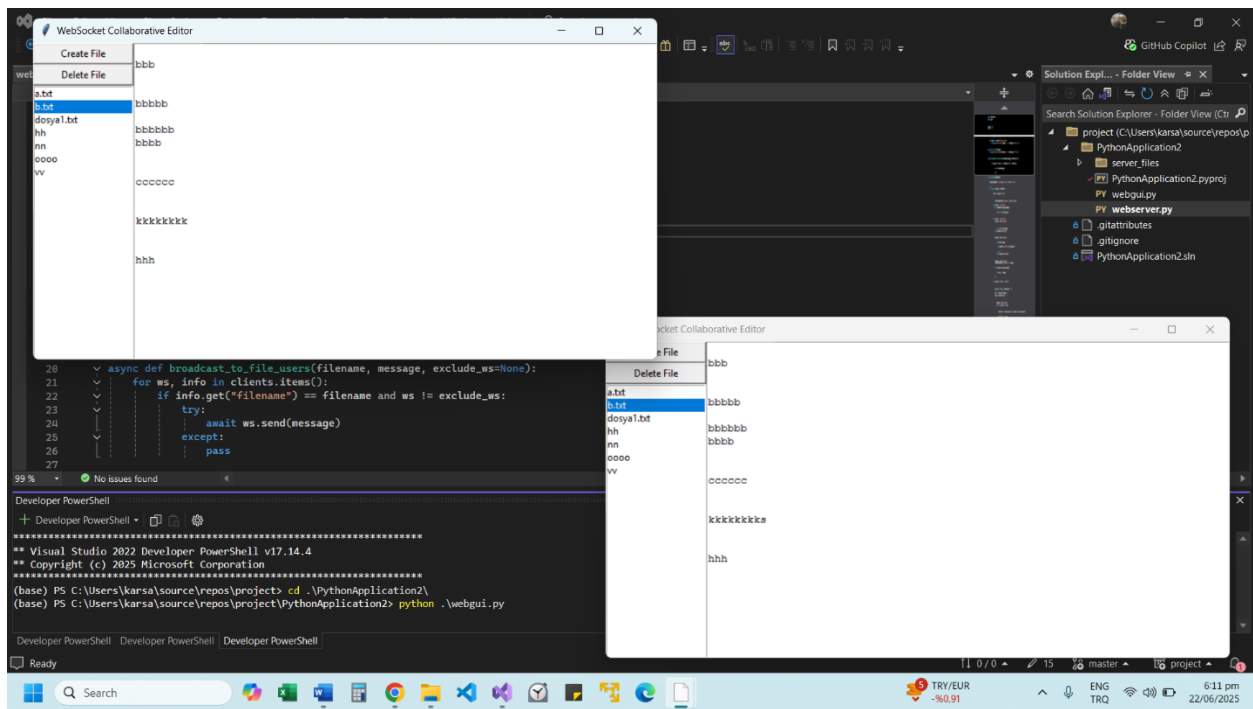 WebSocket Collaborative Editor
Create File
Delete File
a.txt
b.txt
dosya1.txt
hh
nn
oooo
vv
bbb
bbbbb
bbbbbb
bbbb
cccccc
kkkkkkkk
hhh
GitHub Copilot
web
Solution Expl... - Folder View
Search Solution Explorer - Folder View (Ctr
project (C:\Users\karsa\source\repos\p
PythonApplication2
server_files
PY PythonApplication2.pyproj
PY webgui.py
PY webserver.py
.gitattributes
.gitignore
PythonApplication2.sln
ocket Collaborative Editor
e File
Delete File
a.txt
b.txt
dosya1.txt
hh
nn
oooo
vv
bbb
bbbbb
bbbbbb
bbbb
cccccc
kkkkkkkks
hhh
20 async def broadcast_to_file_users(filename, message, exclude_ws=None):
21 for ws, info in clients.items():
22 if info.get("filename") == filename and ws != exclude_ws:
23 try:
24 await ws.send(message)
25 except:
26 pass
27
99 % No issues found
Developer PowerShell
+ Developer PowerShell
**********************************************************************
** Visual Studio 2022 Developer PowerShell v17.14.4
** Copyright (c) 2025 Microsoft Corporation
**********************************************************************
(base) PS C:\Users\karsa\source\repos\project> cd .\PythonApplication2\
(base) PS C:\Users\karsa\source\repos\project\PythonApplication2> python .\webgui.py
Developer PowerShell Developer PowerShell Developer PowerShell
Ready
0 / 0 15 master project 1
Search
5 TRY/EUR
-%0,91
ENG
TRQ
6:11 pm
22/06/2025